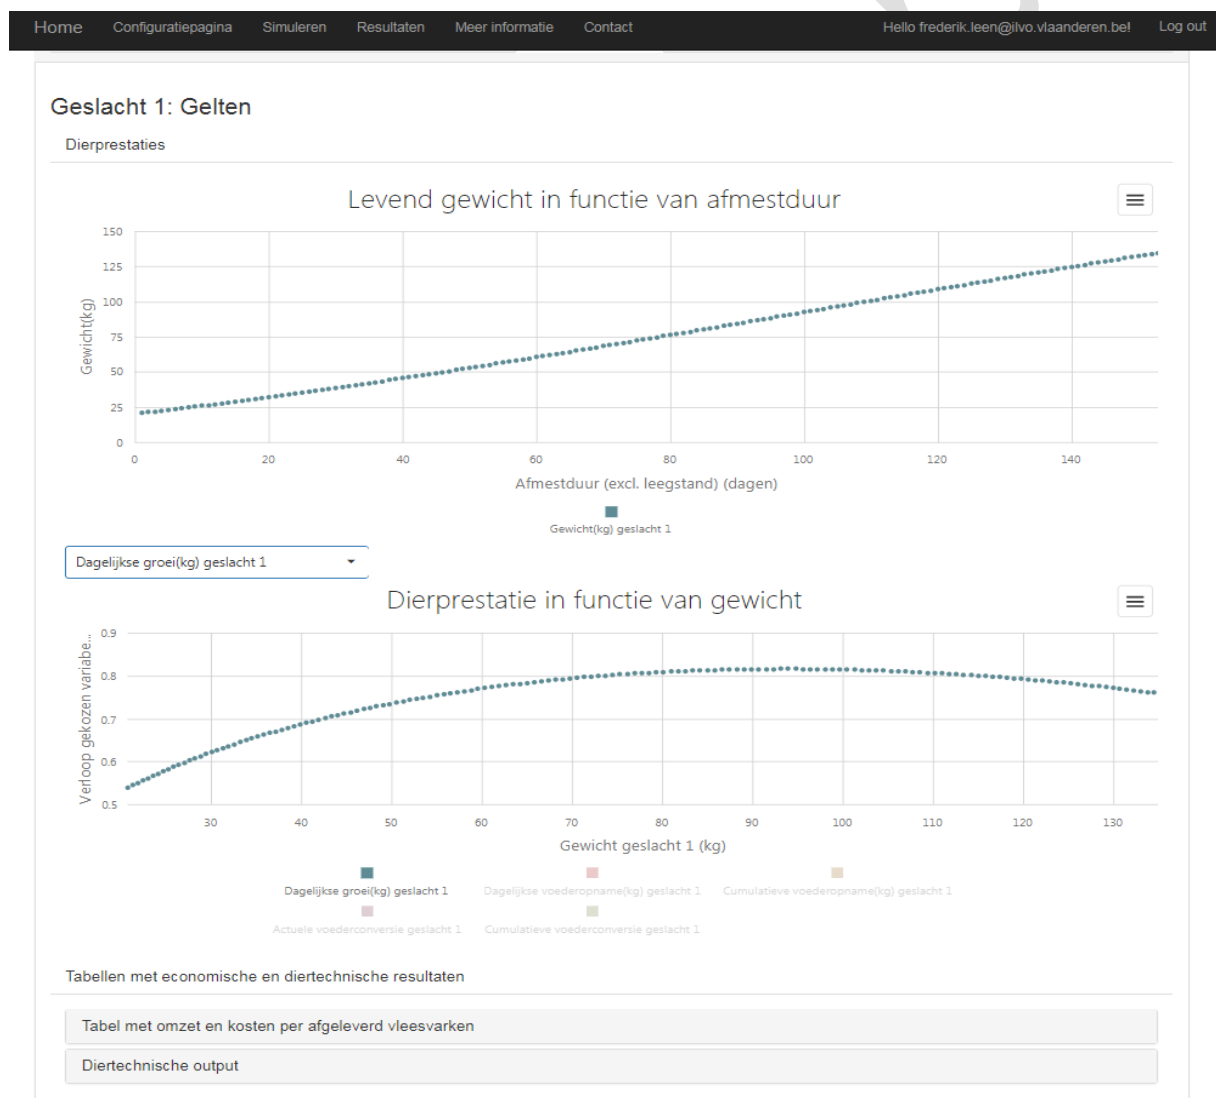 Home Configuratiepagina Simuleren Resultaten Meer informatie Contact Hello frederik.leen@ilvo.vlaanderen.be! Log out
Geslacht 1: Gelten
Dierprestaties
Levend gewicht in functie van afmestduur
150
125
100
75
50
25
0
Gewicht(kg)
0 20 40 60 80 100 120 140
Afmestduur (excl. leegstand) (dagen)
Gewicht(kg) geslacht 1
Dagelijkse groei(kg) geslacht 1
Dierprestatie in functie van gewicht
0.9
0.8
0.7
0.6
0.5
Verloop gekozen variabe...
30 40 50 60 70 80 90 100 110 120 130
Gewicht geslacht 1 (kg)
Dagelijkse groei(kg) geslacht 1 Dagelijkse voederopname(kg) geslacht 1 Cumulatieve voederopname(kg) geslacht 1
Actuele voederconversie geslacht 1 Cumulatieve voederconversie geslacht 1
Tabellen met economische en diertechnische resultaten
Tabel met omzet en kosten per afgeleverd vleesvarken
Diertechnische output